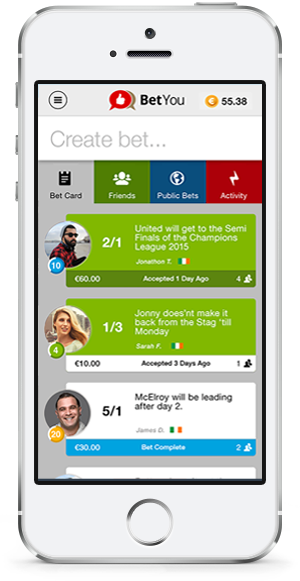 BetYou
55.38
Create bet...
Bet Card
Friends
Public Bets
Activity
2/1
United will get to the Semi
Finals of the Champions
League 2015
Jonathon T.
10
€60.00
Accepted 1 Day Ago
4
1/3
Jonny does'nt make it
back from the Stag 'till
Monday
Sarah F.
4
€10.00
Accepted 3 Days Ago
1
5/1
McElroy will be leading
after day 2.
James D.
20
€30.00
Bet Complete
2